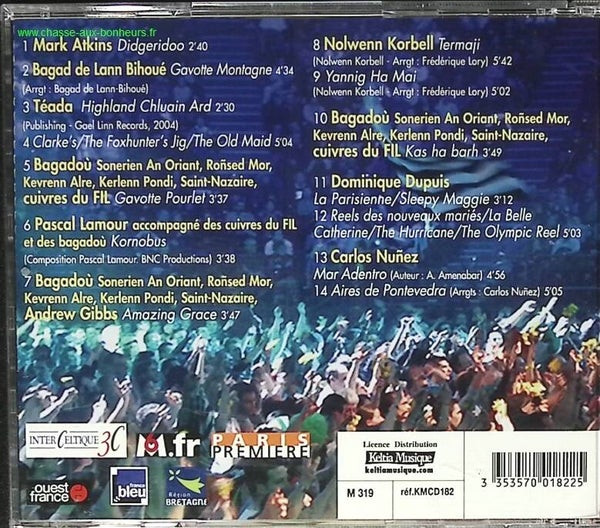 www.chasse-aux-bonheurs.fr
1 Mark Atkins Didgeridoo 2'40
2 Bagad de Lann Bihoué Gavotte Montagne 4'34
(Arrgt : Bagad de Lann-Bihoué)
3 Téada Highland Chluain Ard 2'30
(Publishing - Gael Linn Records, 2004)
4 Clarke's/The Foxhunter's Jig/The Old Maid 5'04
5 Bagadoù Sonerien An Oriant, Roñsed Mor,
Kevrenn Alre, Kerlenn Pondi, Saint-Nazaire,
cuivres du FIL Gavotte Pourlet 3'37
6 Pascal Lamour accompagné des cuivres du FIL
et des bagadoù Kornobus
(Composition Pascal Lamour. BNC Productions) 3'38
7 Bagadoù Sonerien An Oriant, Roñsed Mor,
Kevrenn Alre, Kerlenn Pondi, Saint-Nazaire,
Andrew Gibbs Amazing Grace 3'47
8 Nolwenn Korbell Termaji
(Nolwenn Korbell - Arrgt : Frédérique Lory) 5'42
9 Yannig Ha Mai
(Nolwenn Korbell - Arrgt : Frédérique Lory) 5'02
10 Bagadoù Sonerien An Oriant, Roñsed Mor,
Kevrenn Alre, Kerlenn Pondi, Saint-Nazaire,
cuivres du FIL Kas ha barh 3'49
11 Dominique Dupuis
La Parisienne/Sleepy Maggie 3'12
12 Reels des nouveaux mariés/La Belle
Catherine/The Hurricane/The Olympic Reel 5'03
13 Carlos Nuñez
Mar Adentro (Auteur : A. Amenabar) 4'56
14 Aires de Pontevedra (Arrgts : Carlos Nuñez) 5'05
INTERCELTIQUE 3C
M6.fr
PARIS
PREMIÈRE
ouest
france
france
bleu
Région
BRETAGNE
Licence Distribution
Keltia Musique
keltiamusique.com
M 319
réf.KMCD182
3 353570 018225